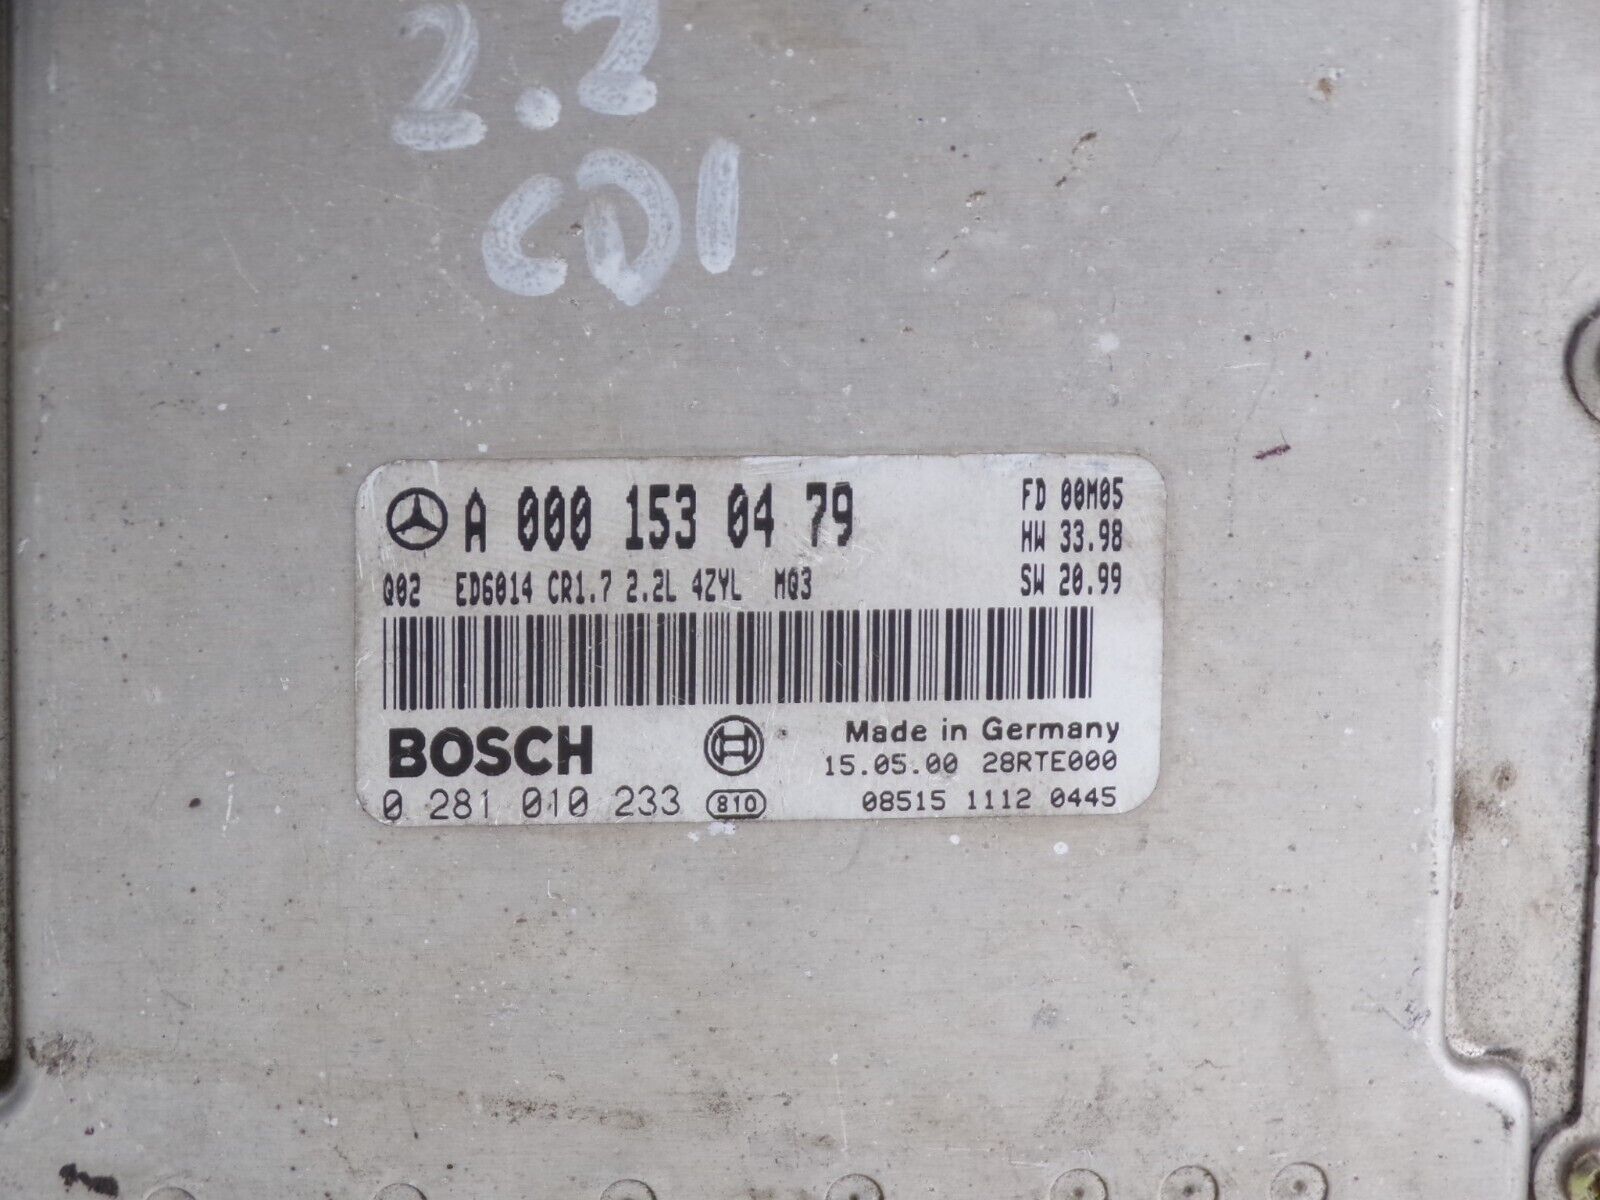 2.2
CDI
A 000 153 04 79
FD 00M05
HW 33.98
Q02 ED6014 CR1.7 2.2L 4ZYL MQ3
SW 20.99
BOSCH
Made in Germany
15.05.00 28RTE000
0 281 010 233 810
08515 1112 0445